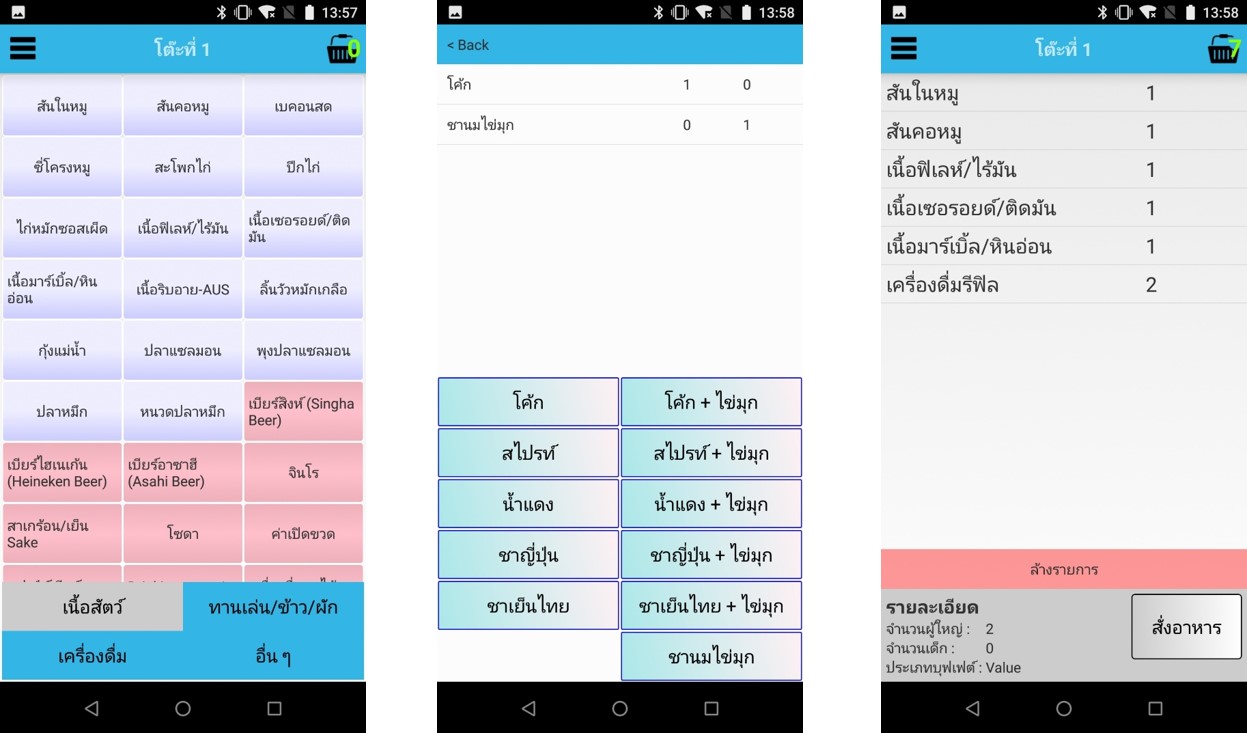 13:57
โต๊ะที่ 1
0
สันในหมู
สันคอหมู
เบคอนสด
ซี่โครงหมู
สะโพกไก่
ปีกไก่
ไก่หมักซอสเผ็ด
เนื้อฟิเลห์/ไร้มัน
เนื้อเซอรอยด์/ติด
มัน
เนื้อมาร์เบิ้ล/หิน
อ่อน
เนื้อริบอาย-AUS
ลิ้นวัวหมักเกลือ
กุ้งแม่น้ำ
ปลาแซลมอน
พุงปลาแซลมอน
ปลาหมึก
หนวดปลาหมึก
เบียร์สิงห์ (Singha
Beer)
เบียร์ไฮเนเก้น
(Heineken Beer)
เบียร์อาซาฮี
(Asahi Beer)
จินโร
สาเกร้อน/เย็น
Sake
โซดา
ค่าเปิดขวด
เนื้อสัตว์
ทานเล่น/ข้าว/ผัก
เครื่องดื่ม
อื่น ๆ
13:58
< Back
โค้ก 1 0
ชานมไข่มุก 0 1
โค้ก
โค้ก + ไข่มุก
สไปรท์
สไปรท์ + ไข่มุก
น้ำแดง
น้ำแดง + ไข่มุก
ชาญี่ปุ่น
ชาญี่ปุ่น + ไข่มุก
ชาเย็นไทย
ชาเย็นไทย + ไข่มุก
ชานมไข่มุก
13:58
โต๊ะที่ 1
7
สันในหมู 1
สันคอหมู 1
เนื้อฟิเลห์/ไร้มัน 1
เนื้อเซอรอยด์/ติดมัน 1
เนื้อมาร์เบิ้ล/หินอ่อน 1
เครื่องดื่มรีฟิล 2
ล้างรายการ
รายละเอียด
จำนวนผู้ใหญ่ : 2
จำนวนเด็ก : 0
ประเภทบุฟเฟต์ : Value
สั่งอาหาร